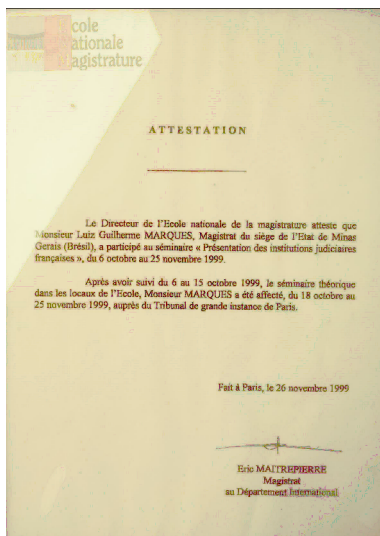 Ecole
Nationale
Magistrature
ATTESTATION
Le Directeur de l'Ecole nationale de la magistrature atteste que
Monsieur Luiz Guilherme MARQUES, Magistrat du siège de l'Etat de Minas
Gerais (Brésil), a participé au séminaire « Présentation des institutions judiciaires
françaises », du 6 octobre au 25 novembre 1999.
Après avoir suivi du 6 au 15 octobre 1999, le séminaire théorique
dans les locaux de l'Ecole, Monsieur MARQUES a été affecté, du 18 octobre au
25 novembre 1999, auprès du Tribunal de grande instance de Paris.
Fait à Paris, le 26 novembre 1999
Eric MAITREPIERRE
Magistrat
au Département International